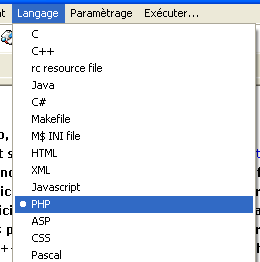 Langage Paramètrage Exécuter...
C
C++
rc resource file
Java
C#
Makefile
M$ INI file
HTML
XML
Javascript
PHP
ASP
CSS
Pascal